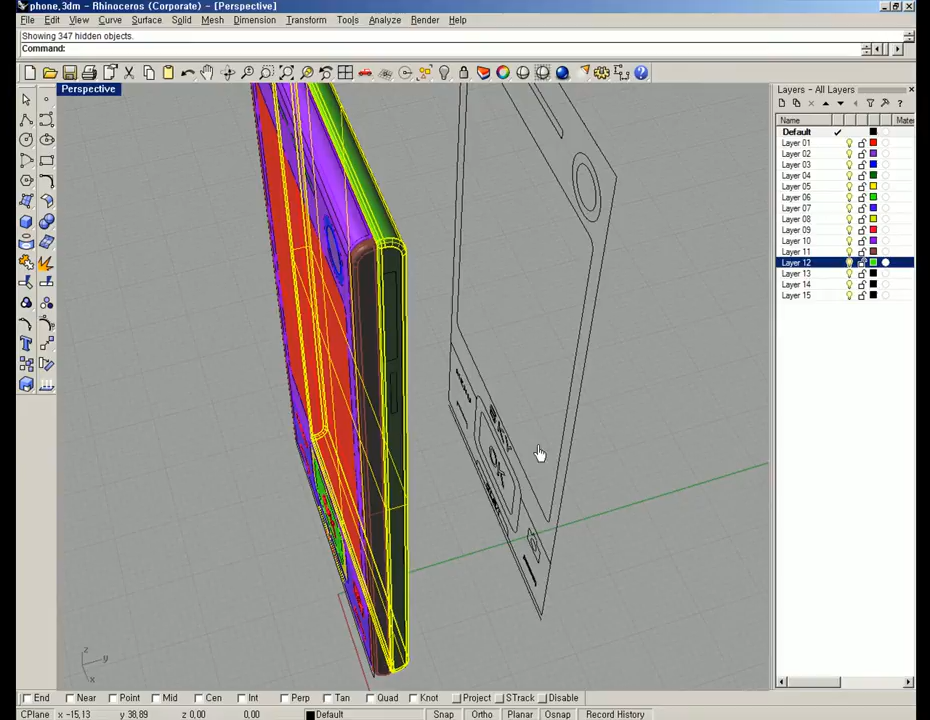 phone_3dm - Rhinoceros (Corporate) - [Perspective]
File Edit View Curve Surface Solid Mesh Dimension Transform Tools Analyze Render Help
Showing 347 hidden objects.
Command:
Perspective
Layers - All Layers
Name Mater
Default
Layer 01
Layer 02
Layer 03
Layer 04
Layer 05
Layer 06
Layer 07
Layer 08
Layer 09
Layer 10
Layer 11
Layer 12
Layer 13
Layer 14
Layer 15
OK
z
y
x
End Near Point Mid Cen Int Perp Tan Quad Knot Project STrack Disable
CPlane x -15,13 y 38,89 z 0,00 0,00 Default Snap Ortho Planar Osnap Record History